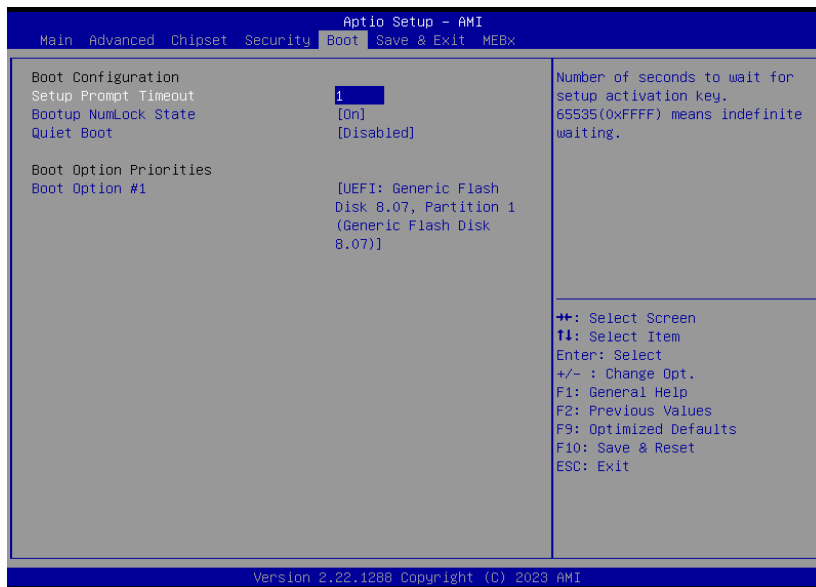 Aptio Setup – AMI
Main Advanced Chipset Security Boot Save & Exit MEBx
Boot Configuration
Setup Prompt Timeout 1
Bootup NumLock State [On]
Quiet Boot [Disabled]
Boot Option Priorities
Boot Option #1 [UEFI: Generic Flash
Disk 8.07, Partition 1
(Generic Flash Disk
8.07)]
Number of seconds to wait for
setup activation key.
65535(0xFFFF) means indefinite
waiting.
→←: Select Screen
↑↓: Select Item
Enter: Select
+/- : Change Opt.
F1: General Help
F2: Previous Values
F9: Optimized Defaults
F10: Save & Reset
ESC: Exit
Version 2.22.1288 Copyright (C) 2023 AMI